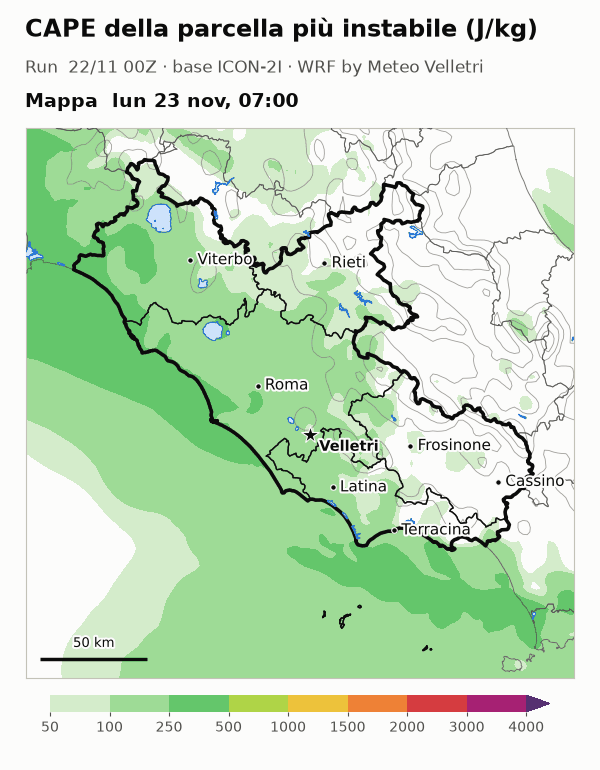 CAPE della parcella più instabile (J/kg)
Run  22/11 00Z · base ICON-2I · WRF by Meteo Velletri
Mappa  lun 23 nov, 07:00
Viterbo
Rieti
Roma
Velletri
Frosinone
Cassino
Latina
Terracina
50 km
50 100 250 500 1000 1500 2000 3000 4000